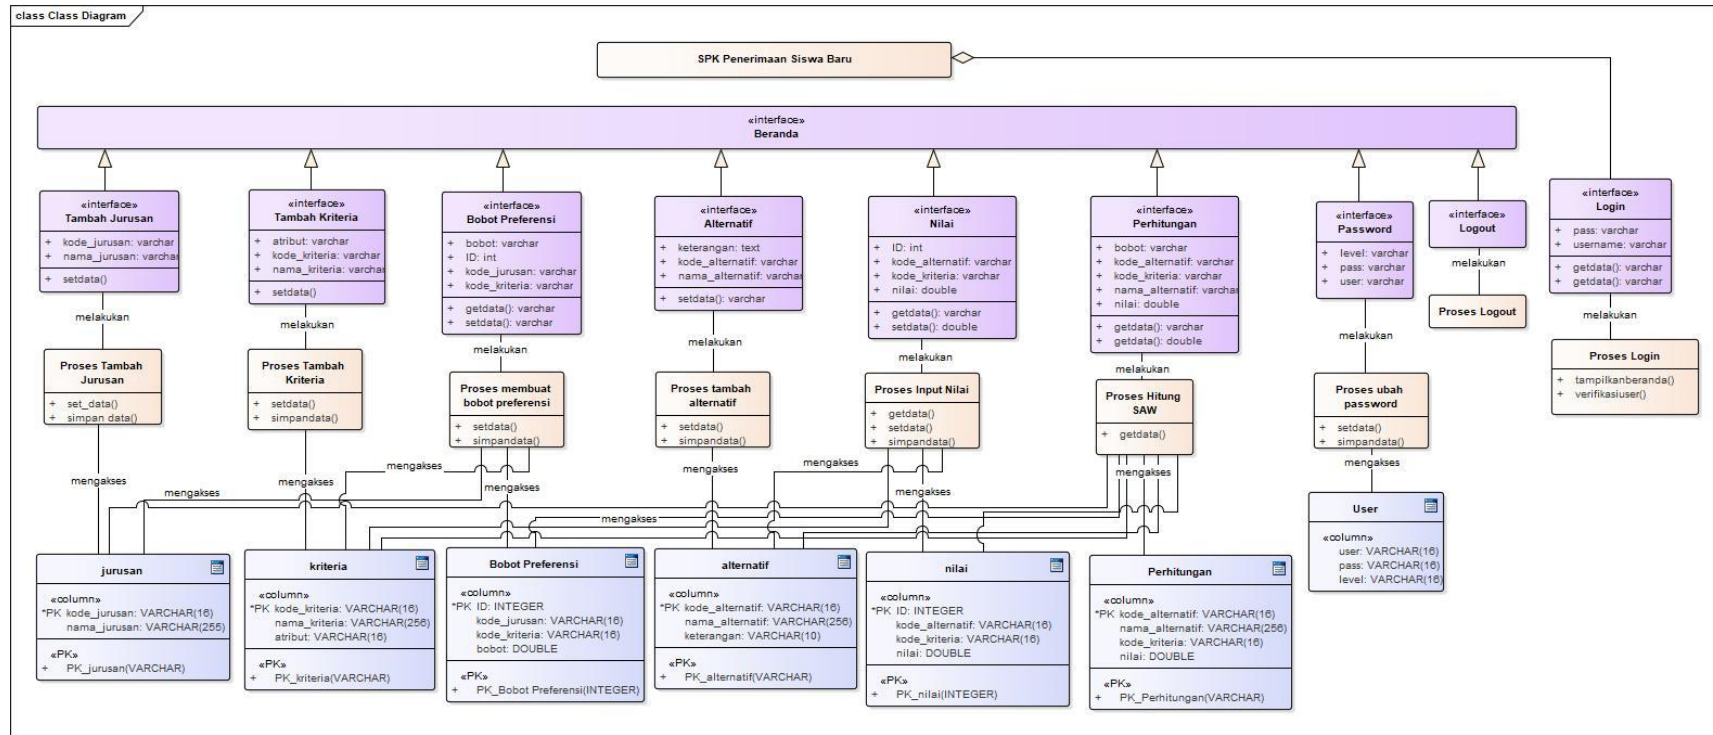 class Class Diagram
SPK Penerimaan Siswa Baru
«interface»
Beranda
«interface»
Tambah Jurusan
+ kode_jurusan: varchar
+ nama_jurusan: varchar
+ setdata()
«interface»
Tambah Kriteria
+ atribut: varchar
+ kode_kriteria: varchar
+ nama_kriteria: varchar
+ setdata()
«interface»
Bobot Preferensi
+ bobot: varchar
+ ID: int
+ kode_jurusan: varchar
+ kode_kriteria: varchar
+ getdata(): varchar
+ setdata(): varchar
«interface»
Alternatif
+ keterangan: text
+ kode_alternatif: varchar
+ nama_alternatif: varchar
+ setdata(): varchar
«interface»
Nilai
+ ID: int
+ kode_alternatif: varchar
+ kode_kriteria: varchar
+ nilai: double
+ getdata(): varchar
+ setdata(): double
«interface»
Perhitungan
+ bobot: varchar
+ kode_alternatif: varchar
+ kode_kriteria: varchar
+ nama_alternatif: varchar
+ nilai: double
+ getdata(): varchar
+ getdata(): double
«interface»
Password
+ level: varchar
+ pass: varchar
+ user: varchar
«interface»
Logout
«interface»
Login
+ pass: varchar
+ username: varchar
+ getdata(): varchar
+ getdata(): varchar
melakukan
melakukan
melakukan
melakukan
melakukan
melakukan
melakukan
melakukan
melakukan
Proses Tambah
Jurusan
+ set_data()
+ simpan data()
Proses Tambah
Kriteria
+ setdata()
+ simpandata()
Proses membuat
bobot preferensi
+ setdata()
+ simpandata()
Proses tambah
alternatif
+ setdata()
+ simpandata()
Proses Input Nilai
+ getdata()
+ setdata()
+ simpandata()
Proses Hitung
SAW
+ getdata()
Proses ubah
password
+ setdata()
+ simpandata()
Proses Logout
Proses Login
+ tampilkanberanda()
+ verifikasiuser()
mengakses
mengakses
mengakses
mengakses
mengakses
mengakses
mengakses
mengakses
mengakses
mengakses
mengakses
jurusan
«column»
*PK kode_jurusan: VARCHAR(16)
nama_jurusan: VARCHAR(255)
«PK»
+ PK_jurusan(VARCHAR)
kriteria
«column»
*PK kode_kriteria: VARCHAR(16)
nama_kriteria: VARCHAR(256)
atribut: VARCHAR(16)
«PK»
+ PK_kriteria(VARCHAR)
Bobot Preferensi
«column»
*PK ID: INTEGER
kode_jurusan: VARCHAR(16)
kode_kriteria: VARCHAR(16)
bobot: DOUBLE
«PK»
+ PK_Bobot Preferensi(INTEGER)
alternatif
«column»
*PK kode_alternatif: VARCHAR(16)
nama_alternatif: VARCHAR(256)
keterangan: VARCHAR(10)
«PK»
+ PK_alternatif(VARCHAR)
nilai
«column»
*PK ID: INTEGER
kode_alternatif: VARCHAR(16)
kode_kriteria: VARCHAR(16)
nilai: DOUBLE
«PK»
+ PK_nilai(INTEGER)
Perhitungan
«column»
*PK kode_alternatif: VARCHAR(16)
nama_alternatif: VARCHAR(256)
kode_kriteria: VARCHAR(16)
nilai: DOUBLE
«PK»
+ PK_Perhitungan(VARCHAR)
User
«column»
user: VARCHAR(16)
pass: VARCHAR(16)
level: VARCHAR(16)